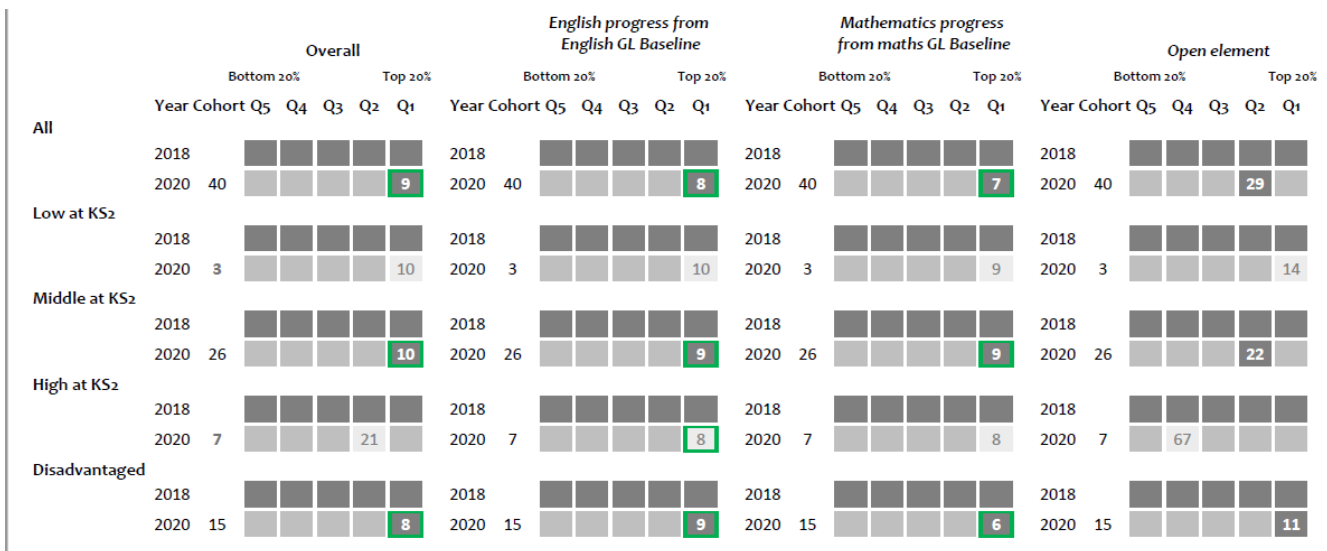 English progress from Mathematics progress
Overall English GL Baseline from maths GL Baseline Open element
Bottom 20% Top 20% Bottom 20% Top 20% Bottom 20% Top 20% Bottom 20% Top 20%
Year Cohort Q5 Q4 Q3 Q2 Q1 Year Cohort Q5 Q4 Q3 Q2 Q1 Year Cohort Q5 Q4 Q3 Q2 Q1 Year Cohort Q5 Q4 Q3 Q2 Q1
All
2018 2018 2018 2018
2020 40 9 2020 40 8 2020 40 7 2020 40 29
Low at KS2
2018 2018 2018 2018
2020 3 10 2020 3 10 2020 3 9 2020 3 14
Middle at KS2
2018 2018 2018 2018
2020 26 10 2020 26 9 2020 26 9 2020 26 22
High at KS2
2018 2018 2018 2018
2020 7 21 2020 7 8 2020 7 8 2020 7 67
Disadvantaged
2018 2018 2018 2018
2020 15 8 2020 15 9 2020 15 6 2020 15 11